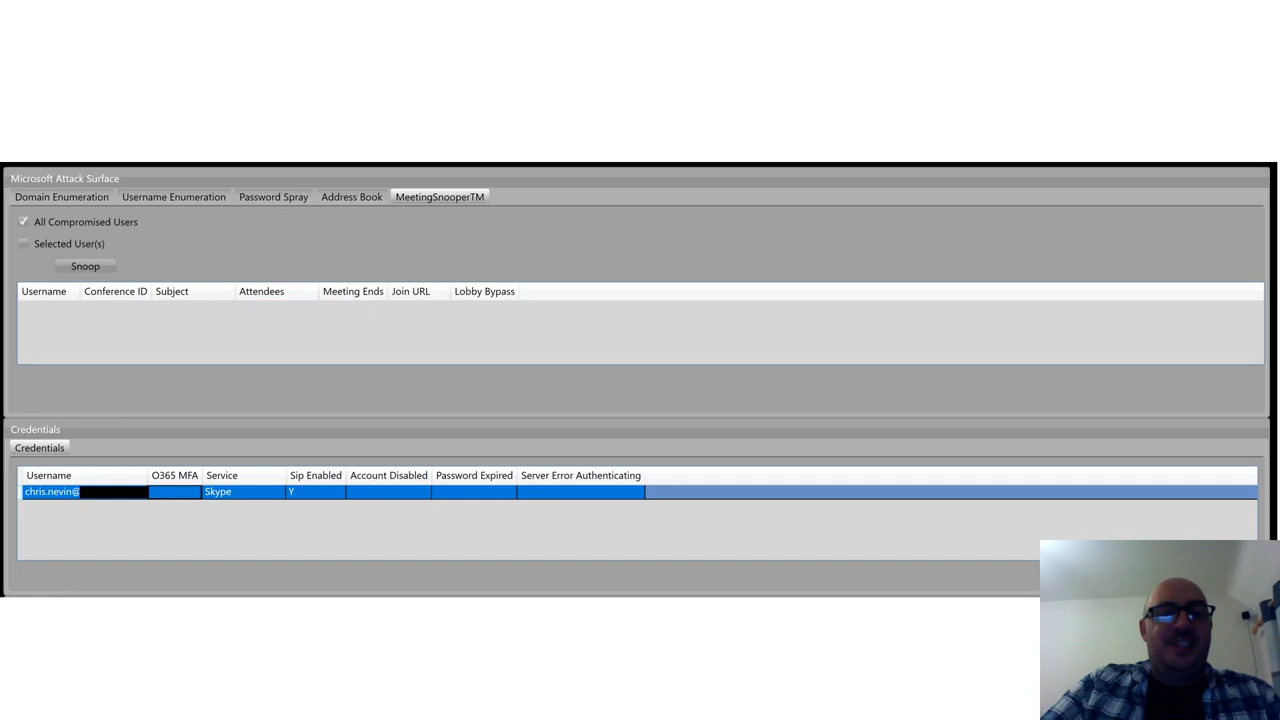 Microsoft Attack Surface
Domain Enumeration Username Enumeration Password Spray Address Book MeetingSnooperTM
All Compromised Users
Selected User(s)
Snoop
Username Conference ID Subject Attendees Meeting Ends Join URL Lobby Bypass
Credentials
Credentials
Username O365 MFA Service Sip Enabled Account Disabled Password Expired Server Error Authenticating
chris.nevin@ Skype Y